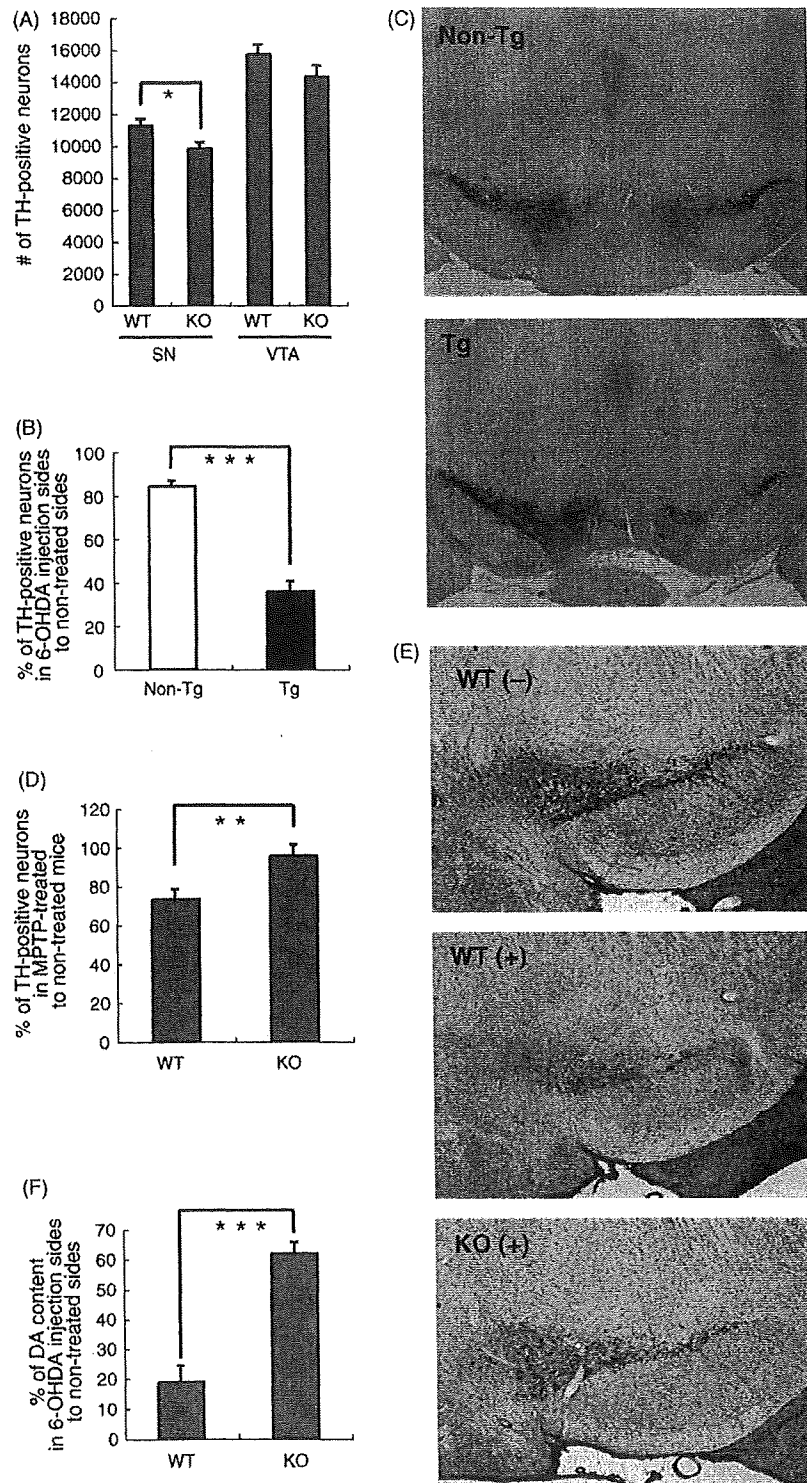 (A)
# of TH-positive neurons
18000
16000
14000
12000
10000
8000
6000
4000
2000
0
*
WT
KO
WT
KO
SN
VTA
(B)
% of TH-positive neurons
in 6-OHDA injection sides
to non-treated sides
100
80
60
40
20
0
***
Non-Tg
Tg
(C)
Non-Tg
Tg
(D)
% of TH-positive neurons
in MPTP-treated
to non-treated mice
120
100
80
60
40
20
0
**
WT
KO
(E)
WT (−)
WT (+)
KO (+)
(F)
% of DA content
in 6-OHDA injection sides
to non-treated sides
70
60
50
40
30
20
10
0
***
WT
KO